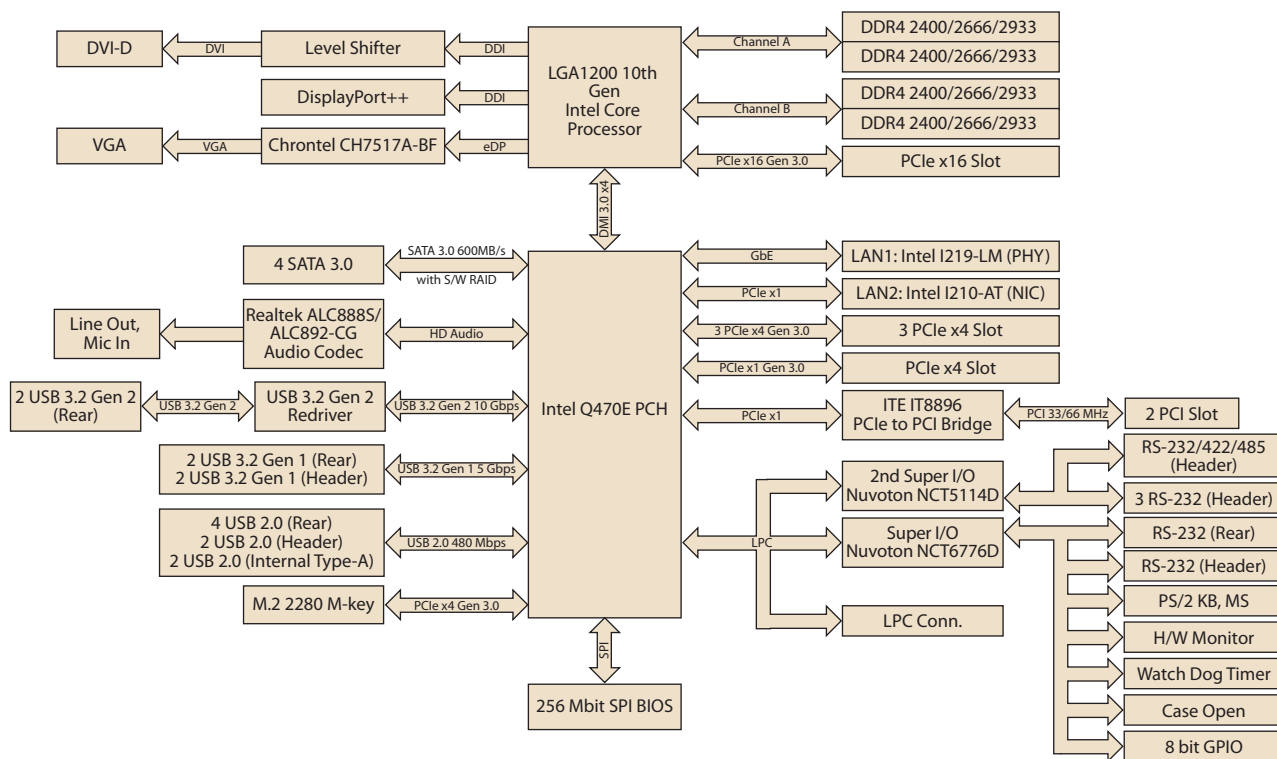 DVI-D
DVI
Level Shifter
DDI
LGA1200 10th
Gen
Intel Core
Processor
Channel A
DDR4 2400/2666/2933
DDR4 2400/2666/2933
DisplayPort++
DDI
Channel B
DDR4 2400/2666/2933
DDR4 2400/2666/2933
VGA
VGA
Chrontel CH7517A-BF
eDP
PCIe x16 Gen 3.0
PCIe x16 Slot
DMI 3.0 x4
4 SATA 3.0
SATA 3.0 600MB/s
with S/W RAID
Intel Q470E PCH
GbE
LAN1: Intel I219-LM (PHY)
PCIe x1
LAN2: Intel I210-AT (NIC)
Line Out,
Mic In
Realtek ALC888S/
ALC892-CG
Audio Codec
HD Audio
3 PCIe x4 Gen 3.0
3 PCIe x4 Slot
PCIe x1 Gen 3.0
PCIe x4 Slot
2 USB 3.2 Gen 2
(Rear)
USB 3.2 Gen 2
USB 3.2 Gen 2
Redriver
USB 3.2 Gen 2 10 Gbps
PCIe x1
ITE IT8896
PCIe to PCI Bridge
PCI 33/66 MHz
2 PCI Slot
2 USB 3.2 Gen 1 (Rear)
2 USB 3.2 Gen 1 (Header)
USB 3.2 Gen 1 5 Gbps
2nd Super I/O
Nuvoton NCT5114D
RS-232/422/485
(Header)
3 RS-232 (Header)
4 USB 2.0 (Rear)
2 USB 2.0 (Header)
2 USB 2.0 (Internal Type-A)
USB 2.0 480 Mbps
LPC
Super I/O
Nuvoton NCT6776D
RS-232 (Rear)
RS-232 (Header)
PS/2 KB, MS
H/W Monitor
Watch Dog Timer
Case Open
8 bit GPIO
M.2 2280 M-key
PCIe x4 Gen 3.0
LPC Conn.
SPI
256 Mbit SPI BIOS